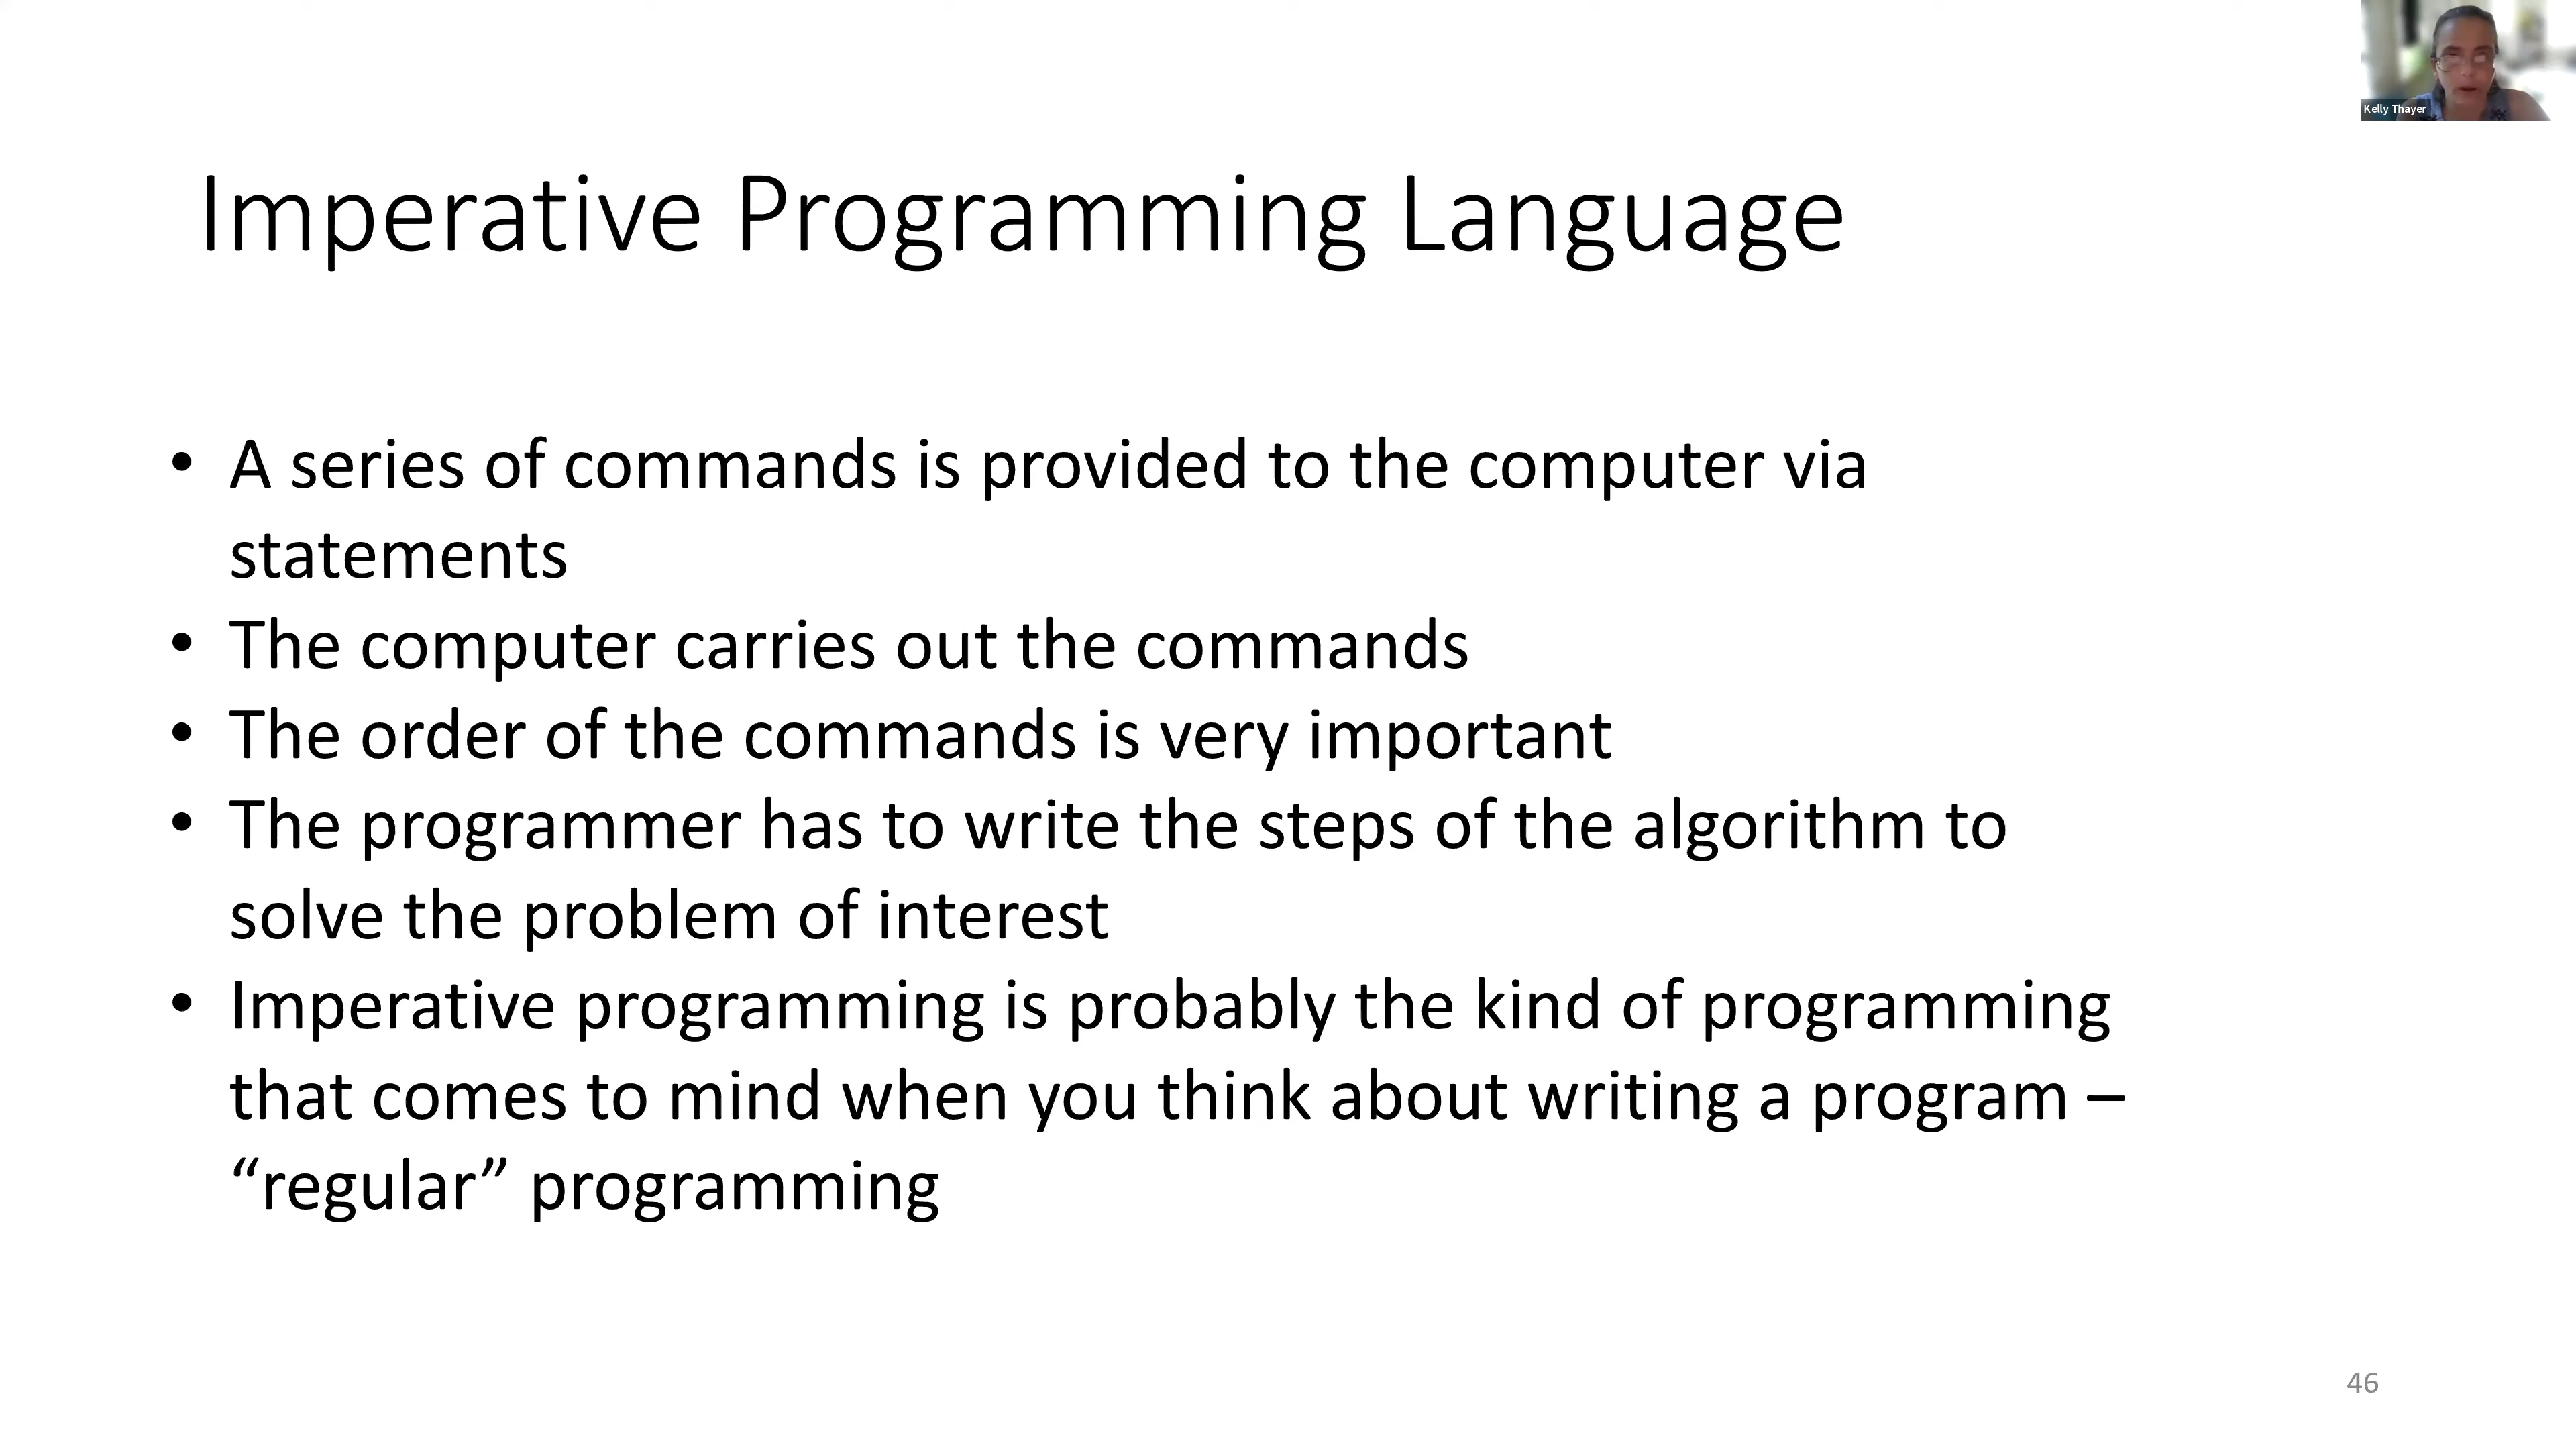 Kelly Thayer
Imperative Programming Language
• A series of commands is provided to the computer via
statements
• The computer carries out the commands
• The order of the commands is very important
• The programmer has to write the steps of the algorithm to
solve the problem of interest
• Imperative programming is probably the kind of programming
that comes to mind when you think about writing a program –
“regular” programming
46